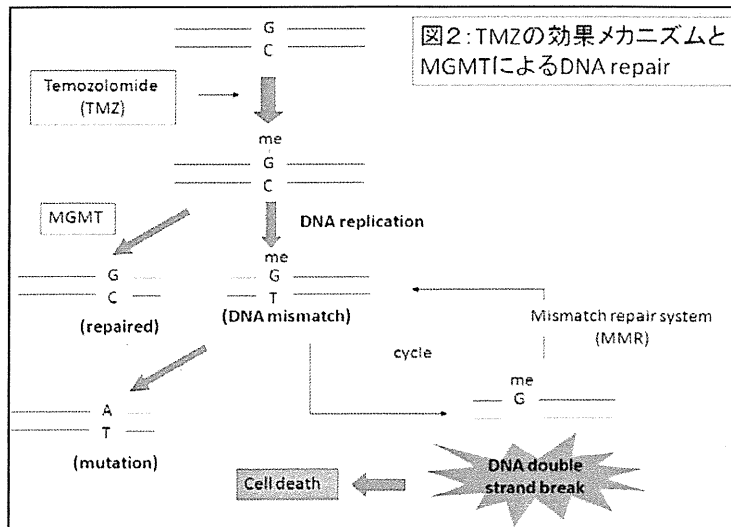 G
C
図2:TMZの効果メカニズムと
MGMTによるDNA repair
Temozolomide
(TMZ)
me
G
C
MGMT
DNA replication
me
G
C
G
T
(repaired)
(DNA mismatch)
Mismatch repair system
(MMR)
cycle
me
G
A
T
(mutation)
DNA double
strand break
Cell death